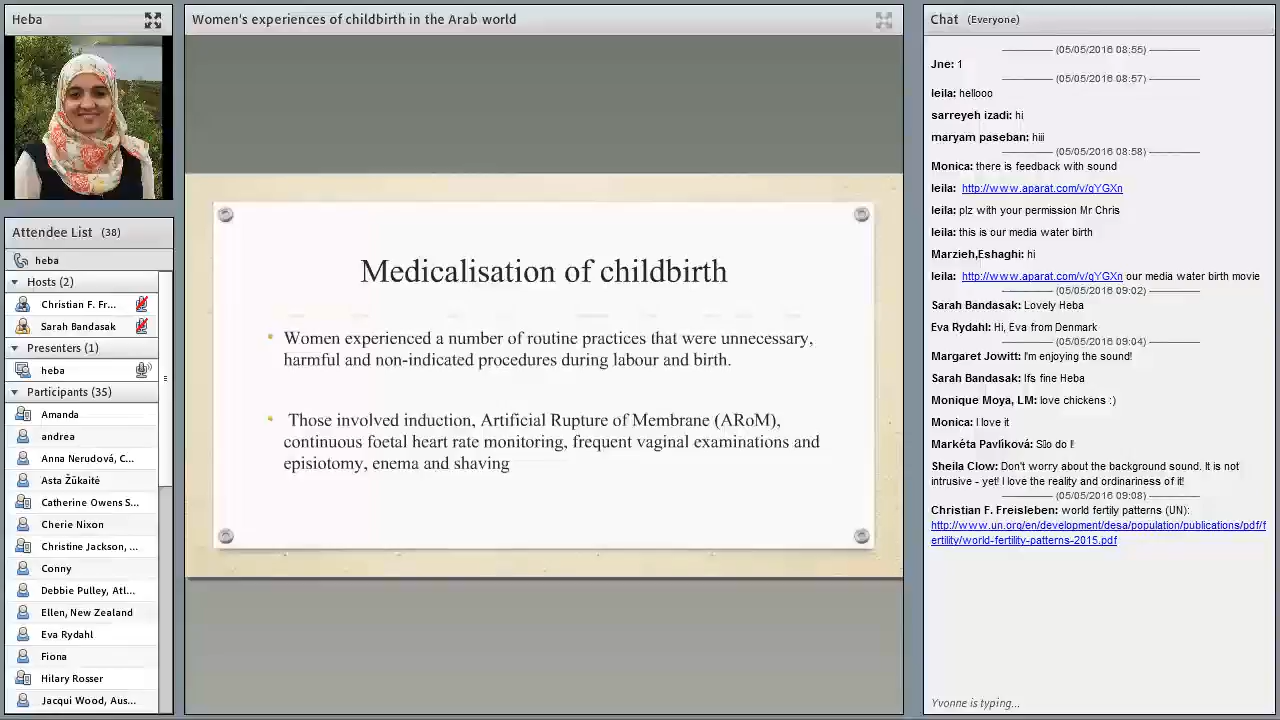 Heba
Attendee List (38)
heba
Hosts (2)
Christian F. Fr...
Sarah Bandasak
Presenters (1)
heba
Participants (35)
Amanda
andrea
Anna Nerudová, C...
Asta Žūkaitė
Catherine Owens S...
Cherie Nixon
Christine Jackson, ...
Conny
Debbie Pulley, Atl...
Ellen, New Zealand
Eva Rydahl
Fiona
Hilary Rosser
Jacqui Wood, Aus...
Women's experiences of childbirth in the Arab world
Medicalisation of childbirth
• Women experienced a number of routine practices that were unnecessary,
harmful and non-indicated procedures during labour and birth.
• Those involved induction, Artificial Rupture of Membrane (ARoM),
continuous foetal heart rate monitoring, frequent vaginal examinations and
episiotomy, enema and shaving
Chat (Everyone)
(05/05/2016 08:55)
Jne: 1
(05/05/2016 08:57)
leila: hellooo
sarreyeh izadi: hi
maryam paseban: hiii
(05/05/2016 08:58)
Monica: there is feedback with sound
leila: http://www.aparat.com/v/qYGXn
leila: plz with your permission Mr Chris
leila: this is our media water birth
Marzieh,Eshaghi: hi
leila: http://www.aparat.com/v/qYGXn our media water birth movie
(05/05/2016 09:02)
Sarah Bandasak: Lovely Heba
Eva Rydahl: Hi, Eva from Denmark
(05/05/2016 09:04)
Margaret Jowitt: I'm enjoying the sound!
Sarah Bandasak: It's fine Heba
Monique Moya, LM: love chickens :)
Monica: I love it
Markéta Pavlíková: do I!
Sheila Clow: Don't worry about the background sound. It is not
intrusive - yet! I love the reality and ordinariness of it!
(05/05/2016 09:08)
Christian F. Freisleben: world fertily patterns (UN):
http://www.un.org/en/development/desa/population/publications/pdf/f
ertility/world-fertility-patterns-2015.pdf
Yvonne is typing...